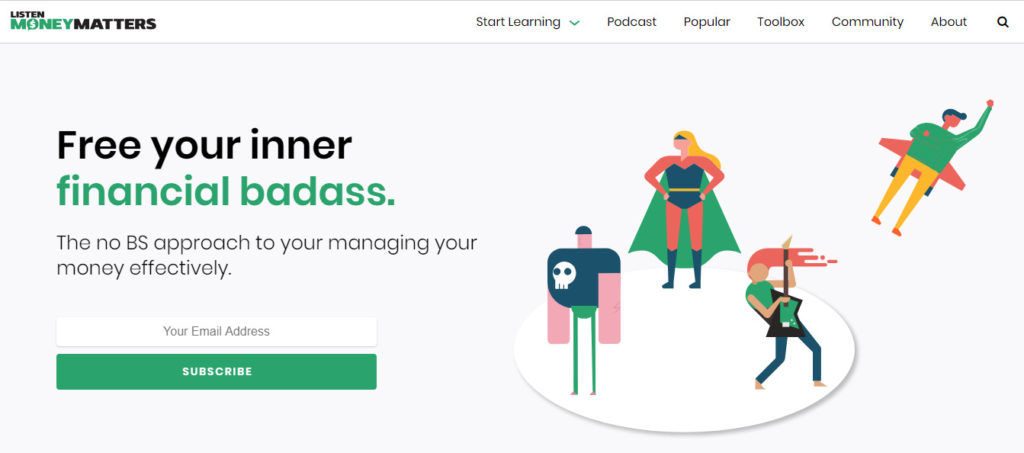 LISTEN
MONEYMATTERS
Start Learning
Podcast
Popular
Toolbox
Community
About
Free your inner
financial badass.
The no BS approach to your managing your
money effectively.
Your Email Address
SUBSCRIBE